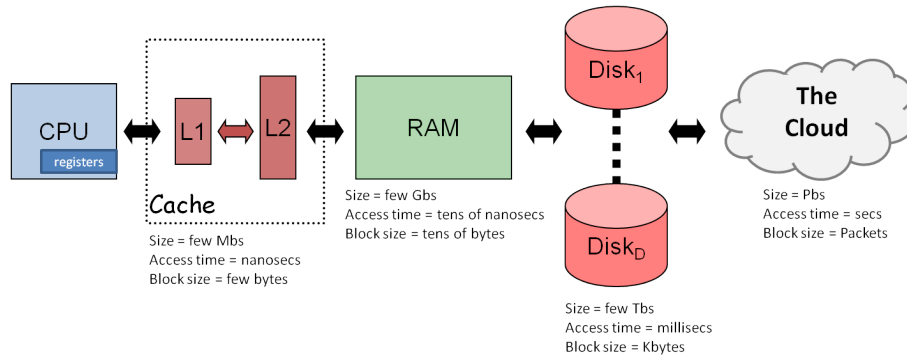 CPU
registers
L1
L2
Cache
Size = few Mbs
Access time = nanosecs
Block size = few bytes
RAM
Size = few Gbs
Access time = tens of nanosecs
Block size = tens of bytes
Disk1
DiskD
Size = few Tbs
Access time = millisecs
Block size = Kbytes
The
Cloud
Size = Pbs
Access time = secs
Block size = Packets